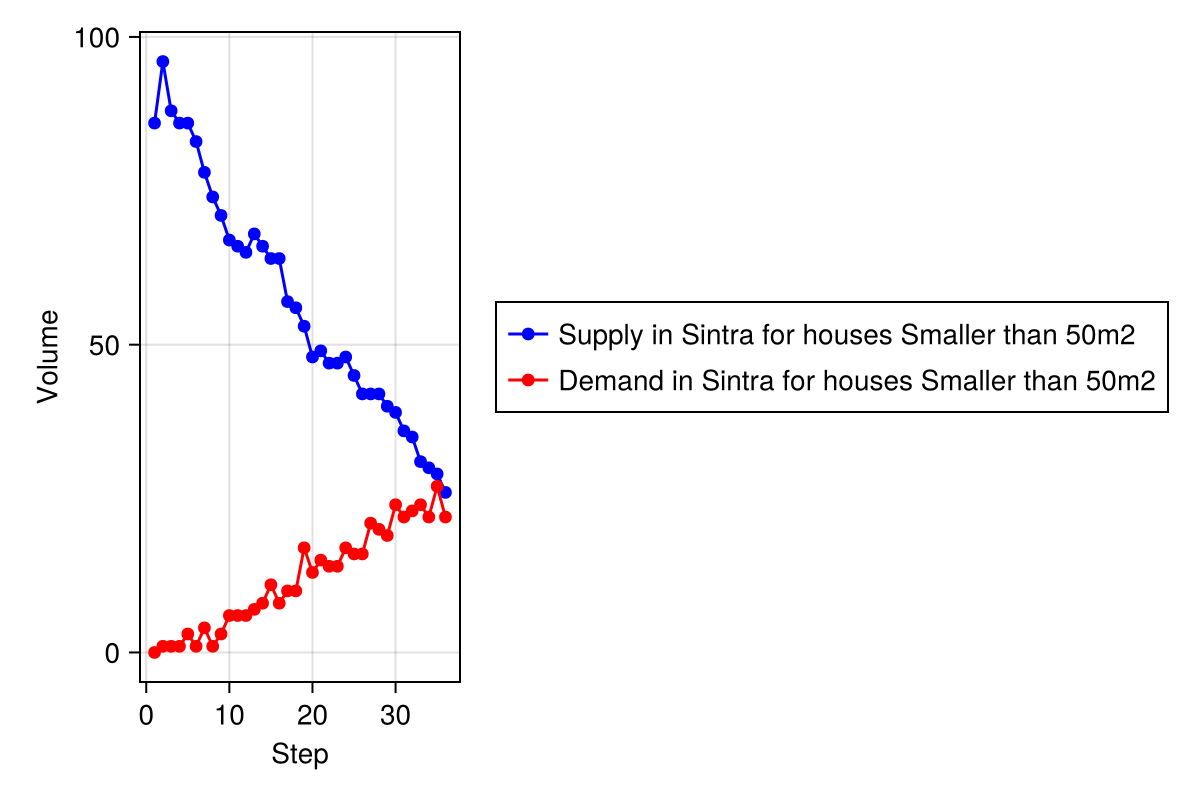 100
50
0
Volume
0 10 20 30
Step
Supply in Sintra for houses Smaller than 50m2
Demand in Sintra for houses Smaller than 50m2